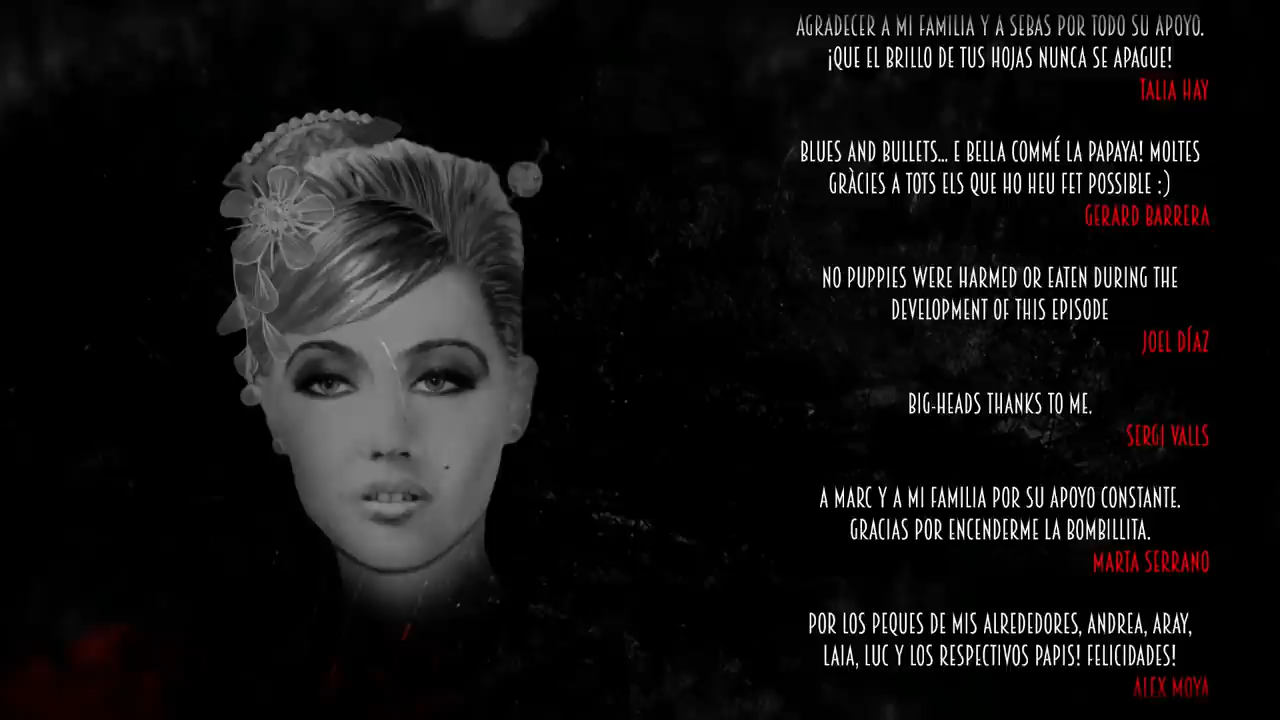 AGRADECER A MI FAMILIA Y A SEBAS POR TODO SU APOYO.
¡QUE EL BRILLO DE TUS HOJAS NUNCA SE APAGUE!
TALIA HAY
BLUES AND BULLETS... E BELLA COMMÉ LA PAPAYA! MOLTES
GRÀCIES A TOTS ELS QUE HO HEU FET POSSIBLE :)
GERARD BARRERA
NO PUPPIES WERE HARMED OR EATEN DURING THE
DEVELOPMENT OF THIS EPISODE
JOEL DÍAZ
BIG-HEADS THANKS TO ME.
SERGI VALLS
A MARC Y A MI FAMILIA POR SU APOYO CONSTANTE.
GRACIAS POR ENCENDERME LA BOMBILLITA.
MARTA SERRANO
POR LOS PEQUES DE MIS ALREDEDORES, ANDREA, ARAY,
LAIA, LUC Y LOS RESPECTIVOS PAPIS! FELICIDADES!
ALEX MOYA